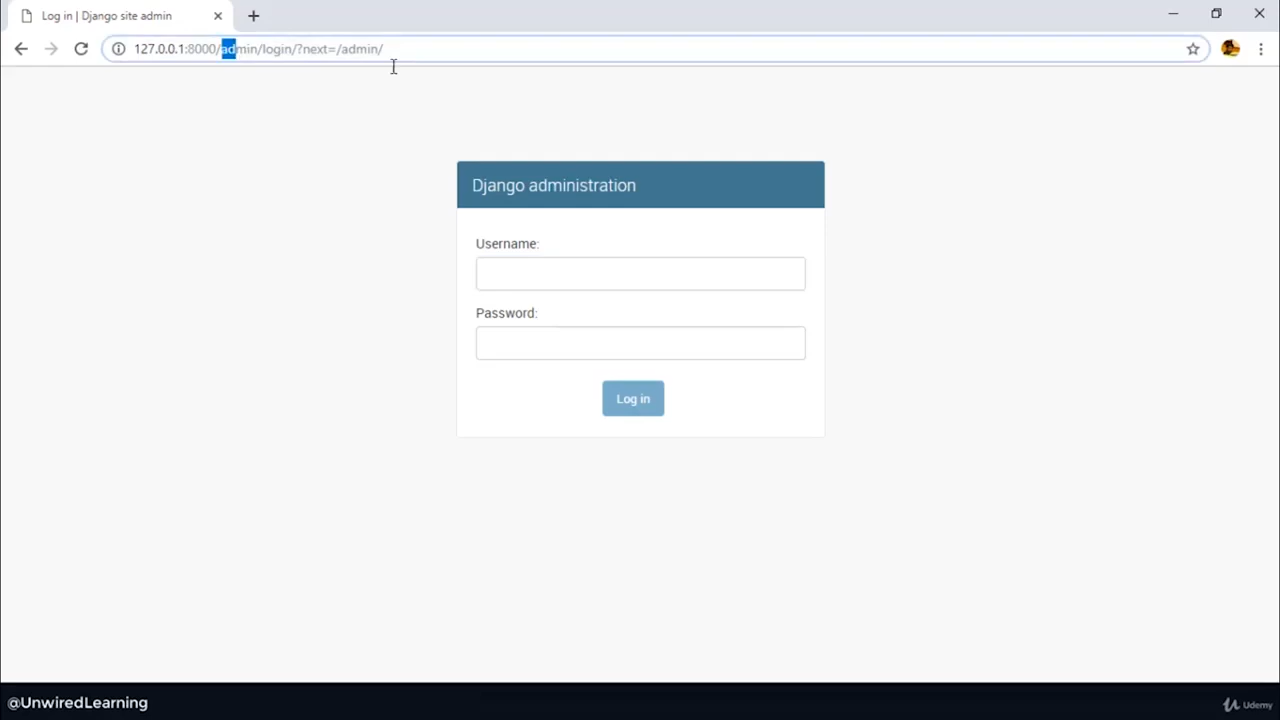 Log in | Django site admin
127.0.0.1:8000/admin/login/?next=/admin/
Django administration
Username:
Password:
Log in
@UnwiredLearning
Udemy